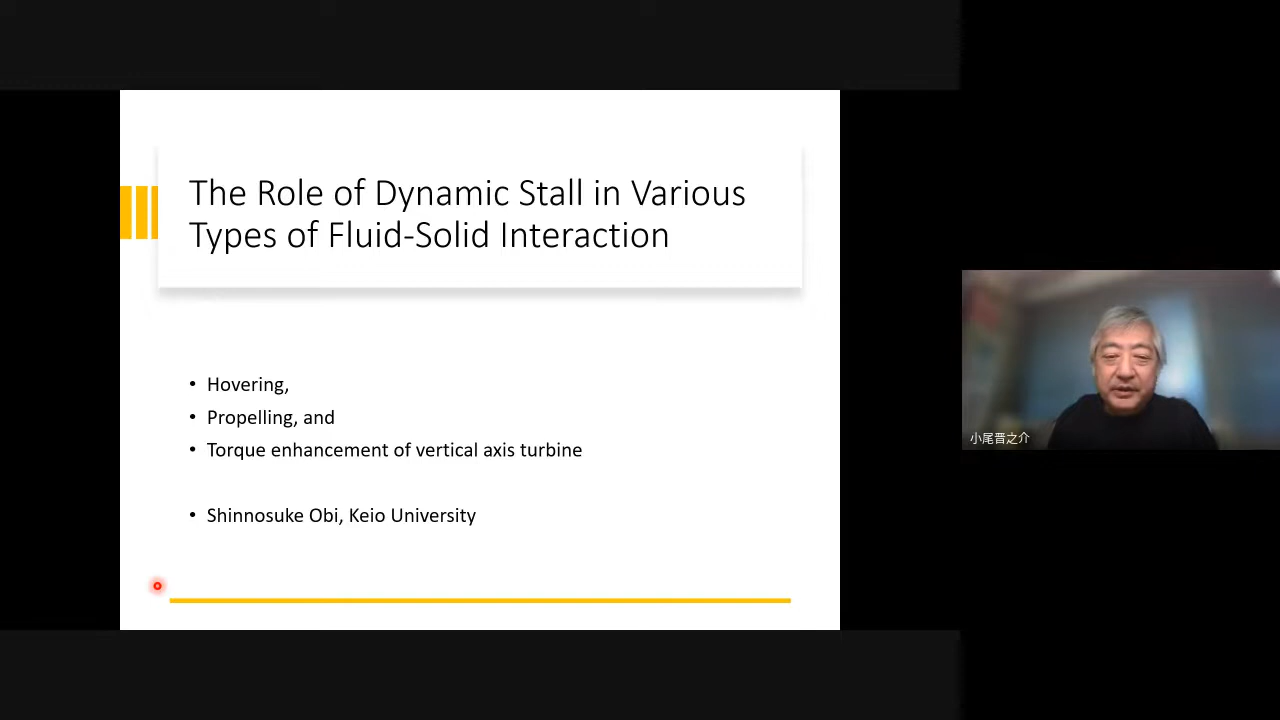 The Role of Dynamic Stall in Various
Types of Fluid-Solid Interaction
• Hovering,
• Propelling, and
• Torque enhancement of vertical axis turbine
• Shinnosuke Obi, Keio University
小尾晋之介